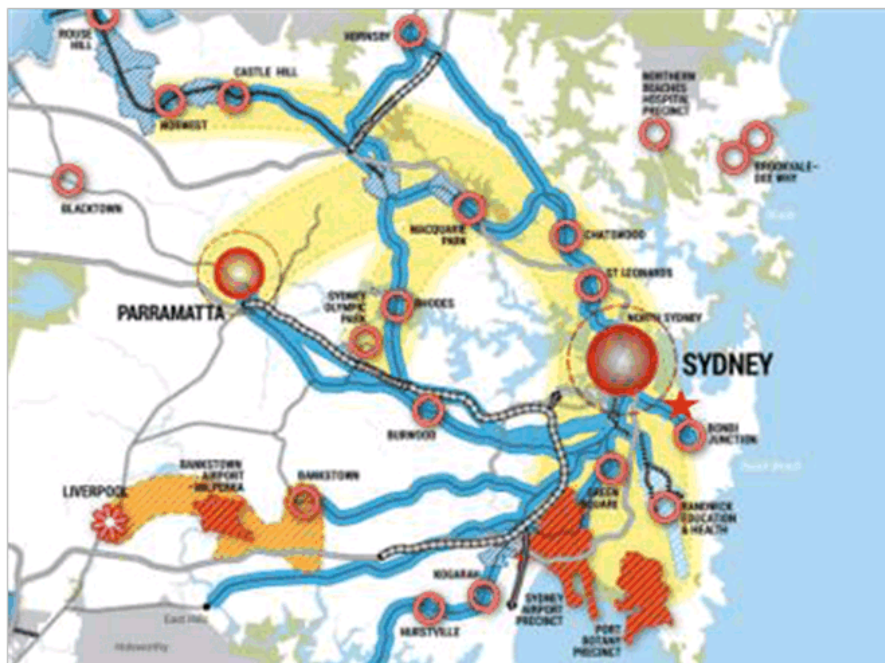 ROUSE
HILL
HORNSBY
CASTLE HILL
NORWEST
NORTHERN
BEACHES
HOSPITAL
PRECINCT
BROOKVALE–
DEE WHY
BLACKTOWN
MACQUARIE
PARK
CHATSWOOD
ST LEONARDS
PARRAMATTA
SYDNEY
OLYMPIC
PARK
RHODES
NORTH SYDNEY
SYDNEY
BURWOOD
BONDI
JUNCTION
BANKSTOWN
AIRPORT
MILPERRA
BANKSTOWN
LIVERPOOL
GREEN
SQUARE
RANDWICK
EDUCATION
& HEALTH
KOGARAH
HURSTVILLE
SYDNEY
AIRPORT
PRECINCT
PORT
BOTANY
PRECINCT
East Hills
Holsworthy